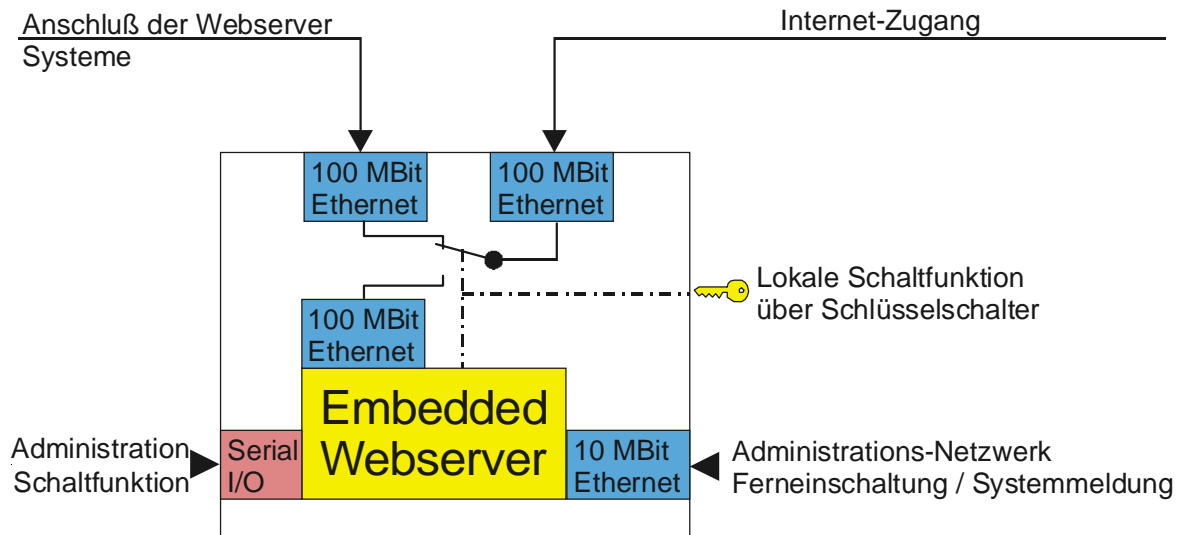 Anschluß der Webserver
Systeme
Internet-Zugang
100 MBit
Ethernet
100 MBit
Ethernet
Lokale Schaltfunktion
über Schlüsselschalter
100 MBit
Ethernet
Embedded
Webserver
Administration
Schaltfunktion
Serial
I/O
10 MBit
Ethernet
Administrations-Netzwerk
Ferneinschaltung / Systemmeldung